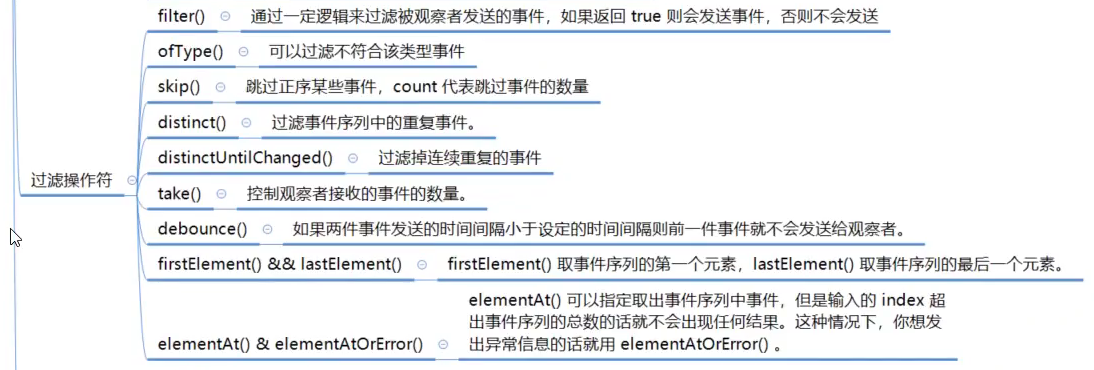 filter() 通过一定逻辑来过滤被观察者发送的事件，如果返回 true 则会发送事件，否则不会发送
ofType() 可以过滤不符合该类型事件
skip() 跳过正序某些事件，count 代表跳过事件的数量
distinct() 过滤事件序列中的重复事件。
distinctUntilChanged() 过滤掉连续重复的事件
过滤操作符
take() 控制观察者接收的事件的数量。
debounce() 如果两件事件发送的时间间隔小于设定的时间间隔则前一件事件就不会发送给观察者。
firstElement() && lastElement() firstElement() 取事件序列的第一个元素，lastElement() 取事件序列的最后一个元素。
elementAt() & elementAtOrError()
elementAt() 可以指定取出事件序列中事件，但是输入的 index 超
出事件序列的总数的话就不会出现任何结果。这种情况下，你想发
出异常信息的话就用 elementAtOrError() 。